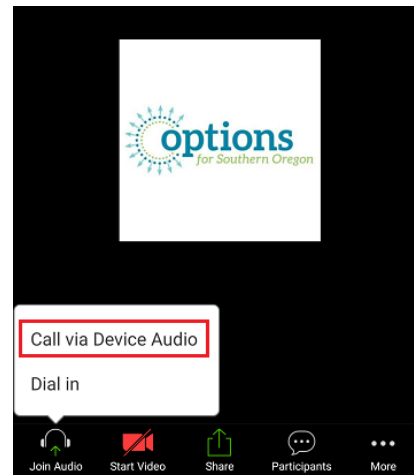 options
for Southern Oregon
Call via Device Audio
Dial in
Join Audio Start Video Share Participants More